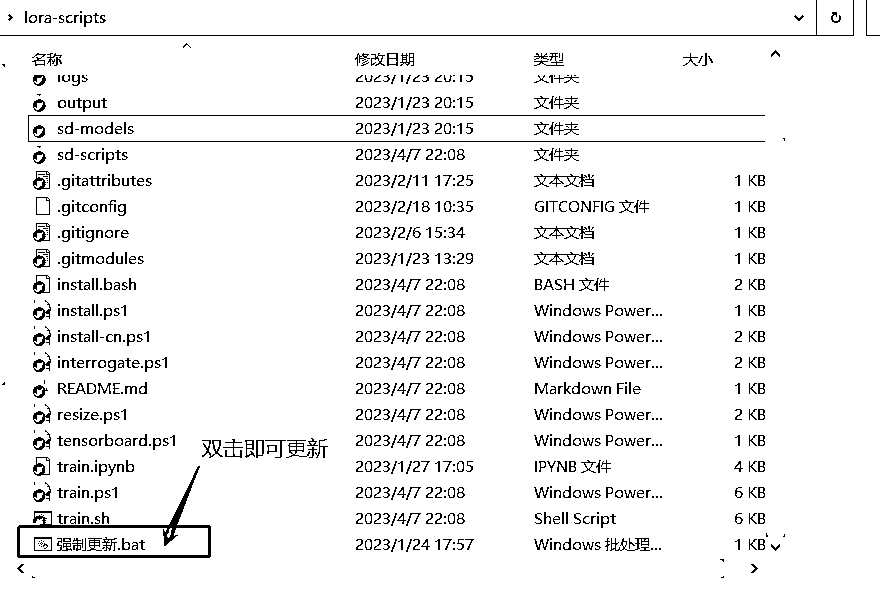 lora-scripts
名称 修改日期 类型 大小
logs 2023/1/23 20:15 文件夹
output 2023/1/23 20:15 文件夹
sd-models 2023/1/23 20:15 文件夹
sd-scripts 2023/4/7 22:08 文件夹
.gitattributes 2023/2/11 17:25 文本文档 1 KB
.gitconfig 2023/2/18 10:35 GITCONFIG 文件 1 KB
.gitignore 2023/2/6 15:34 文本文档 1 KB
.gitmodules 2023/1/23 13:29 文本文档 1 KB
install.bash 2023/4/7 22:08 BASH 文件 2 KB
install.ps1 2023/4/7 22:08 Windows Power... 1 KB
install-cn.ps1 2023/4/7 22:08 Windows Power... 2 KB
interrogate.ps1 2023/4/7 22:08 Windows Power... 2 KB
README.md 2023/4/7 22:08 Markdown File 1 KB
resize.ps1 2023/4/7 22:08 Windows Power... 2 KB
tensorboard.ps1 2023/4/7 22:08 Windows Power... 1 KB
双击即可更新
train.ipynb 2023/1/27 17:05 IPYNB 文件 4 KB
train.ps1 2023/4/7 22:08 Windows Power... 6 KB
train.sh 2023/4/7 22:08 Shell Script 6 KB
强制更新.bat 2023/1/24 17:57 Windows 批处理... 1 KB